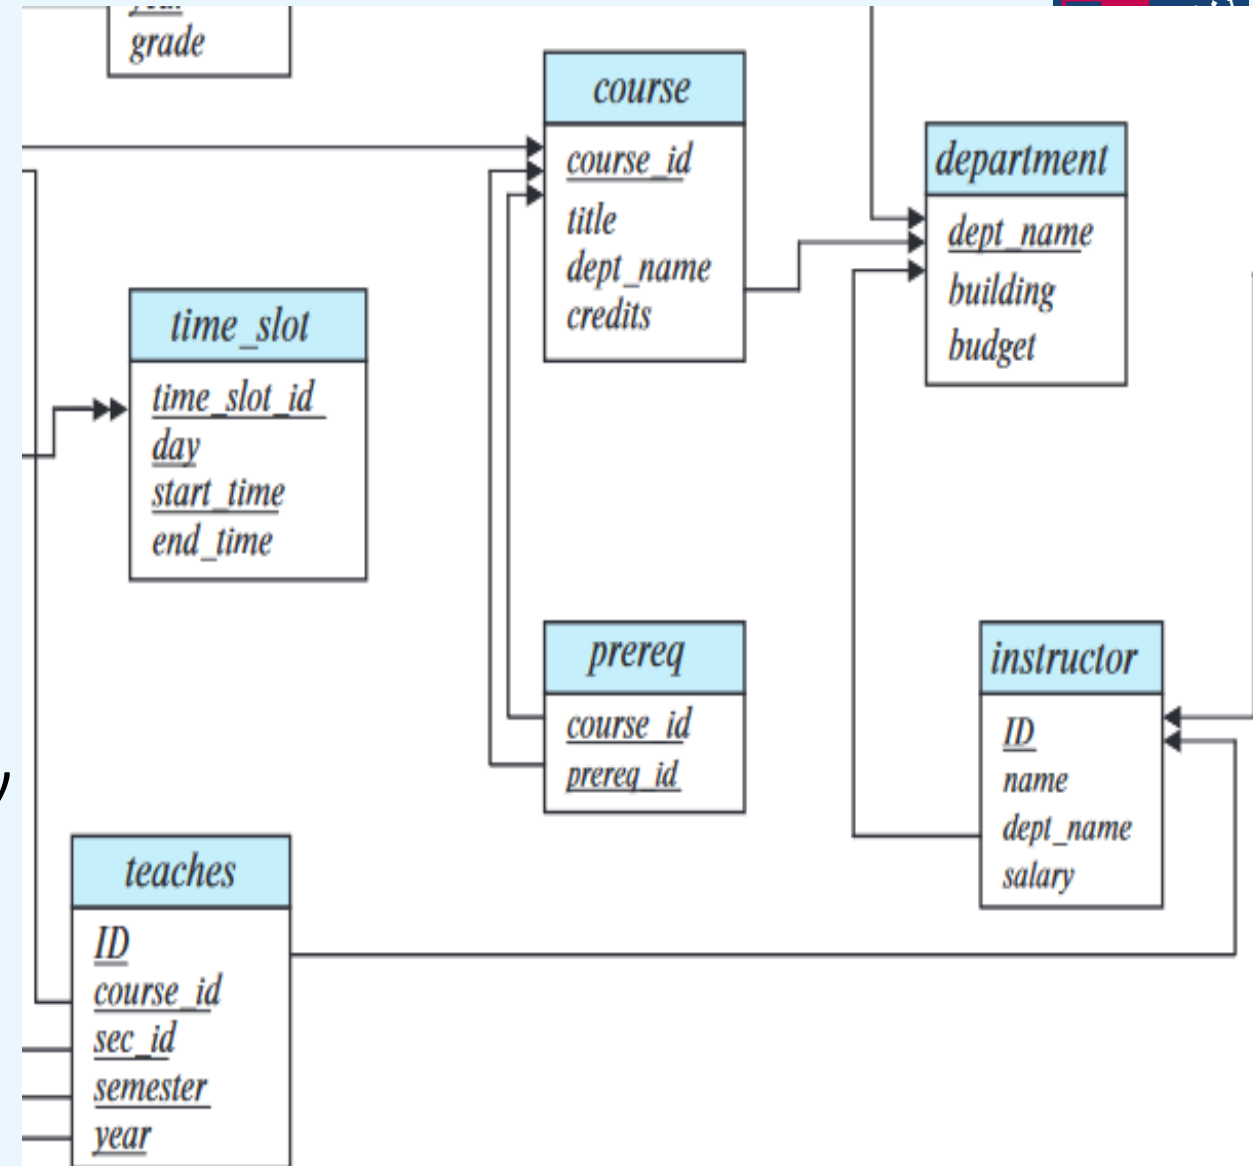 year
grade
course
course_id
title
dept_name
credits
department
dept_name
building
budget
time_slot
time_slot_id
day
start_time
end_time
prereq
course_id
prereq_id
instructor
ID
name
dept_name
salary
teaches
ID
course_id
sec_id
semester
year